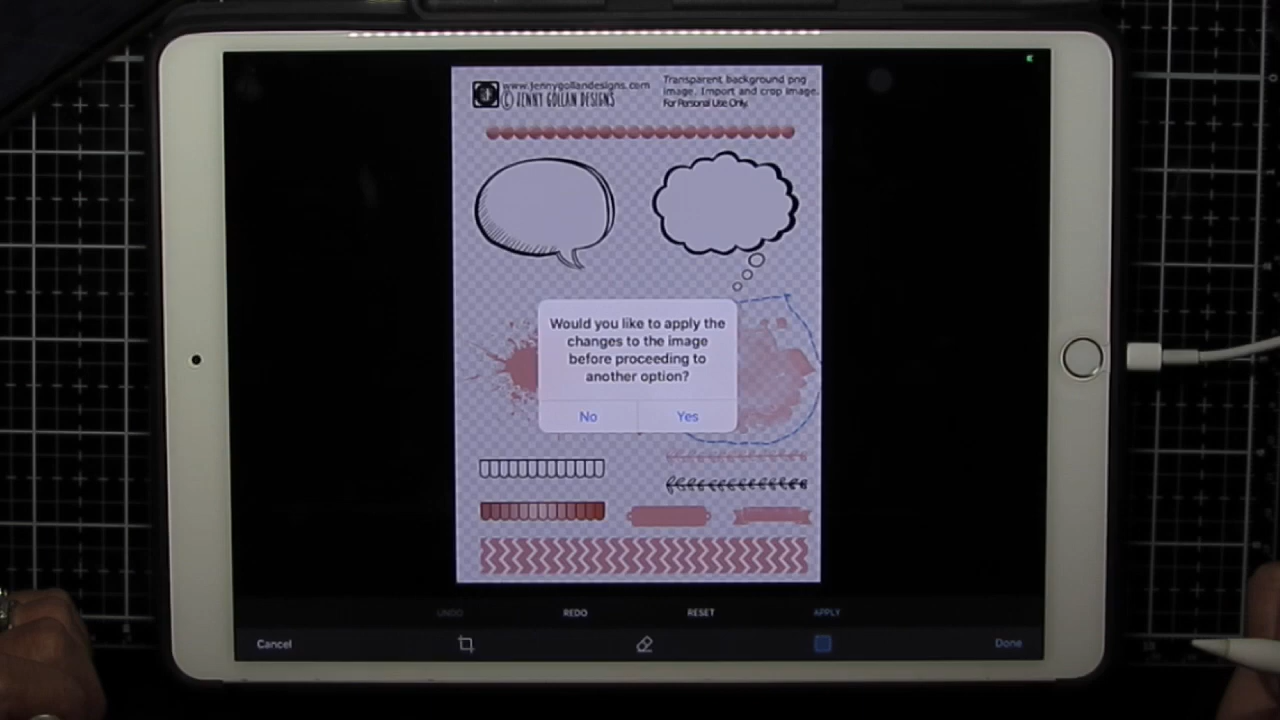 www.jennygollandesigns.com
© JENNY GOLLAN DESIGNS
Transparent background png
image. Import and crop image.
For Personal Use Only.
Would you like to apply the
changes to the image
before proceeding to
another option?
No
Yes
UNDO
REDO
RESET
APPLY
Cancel
Done